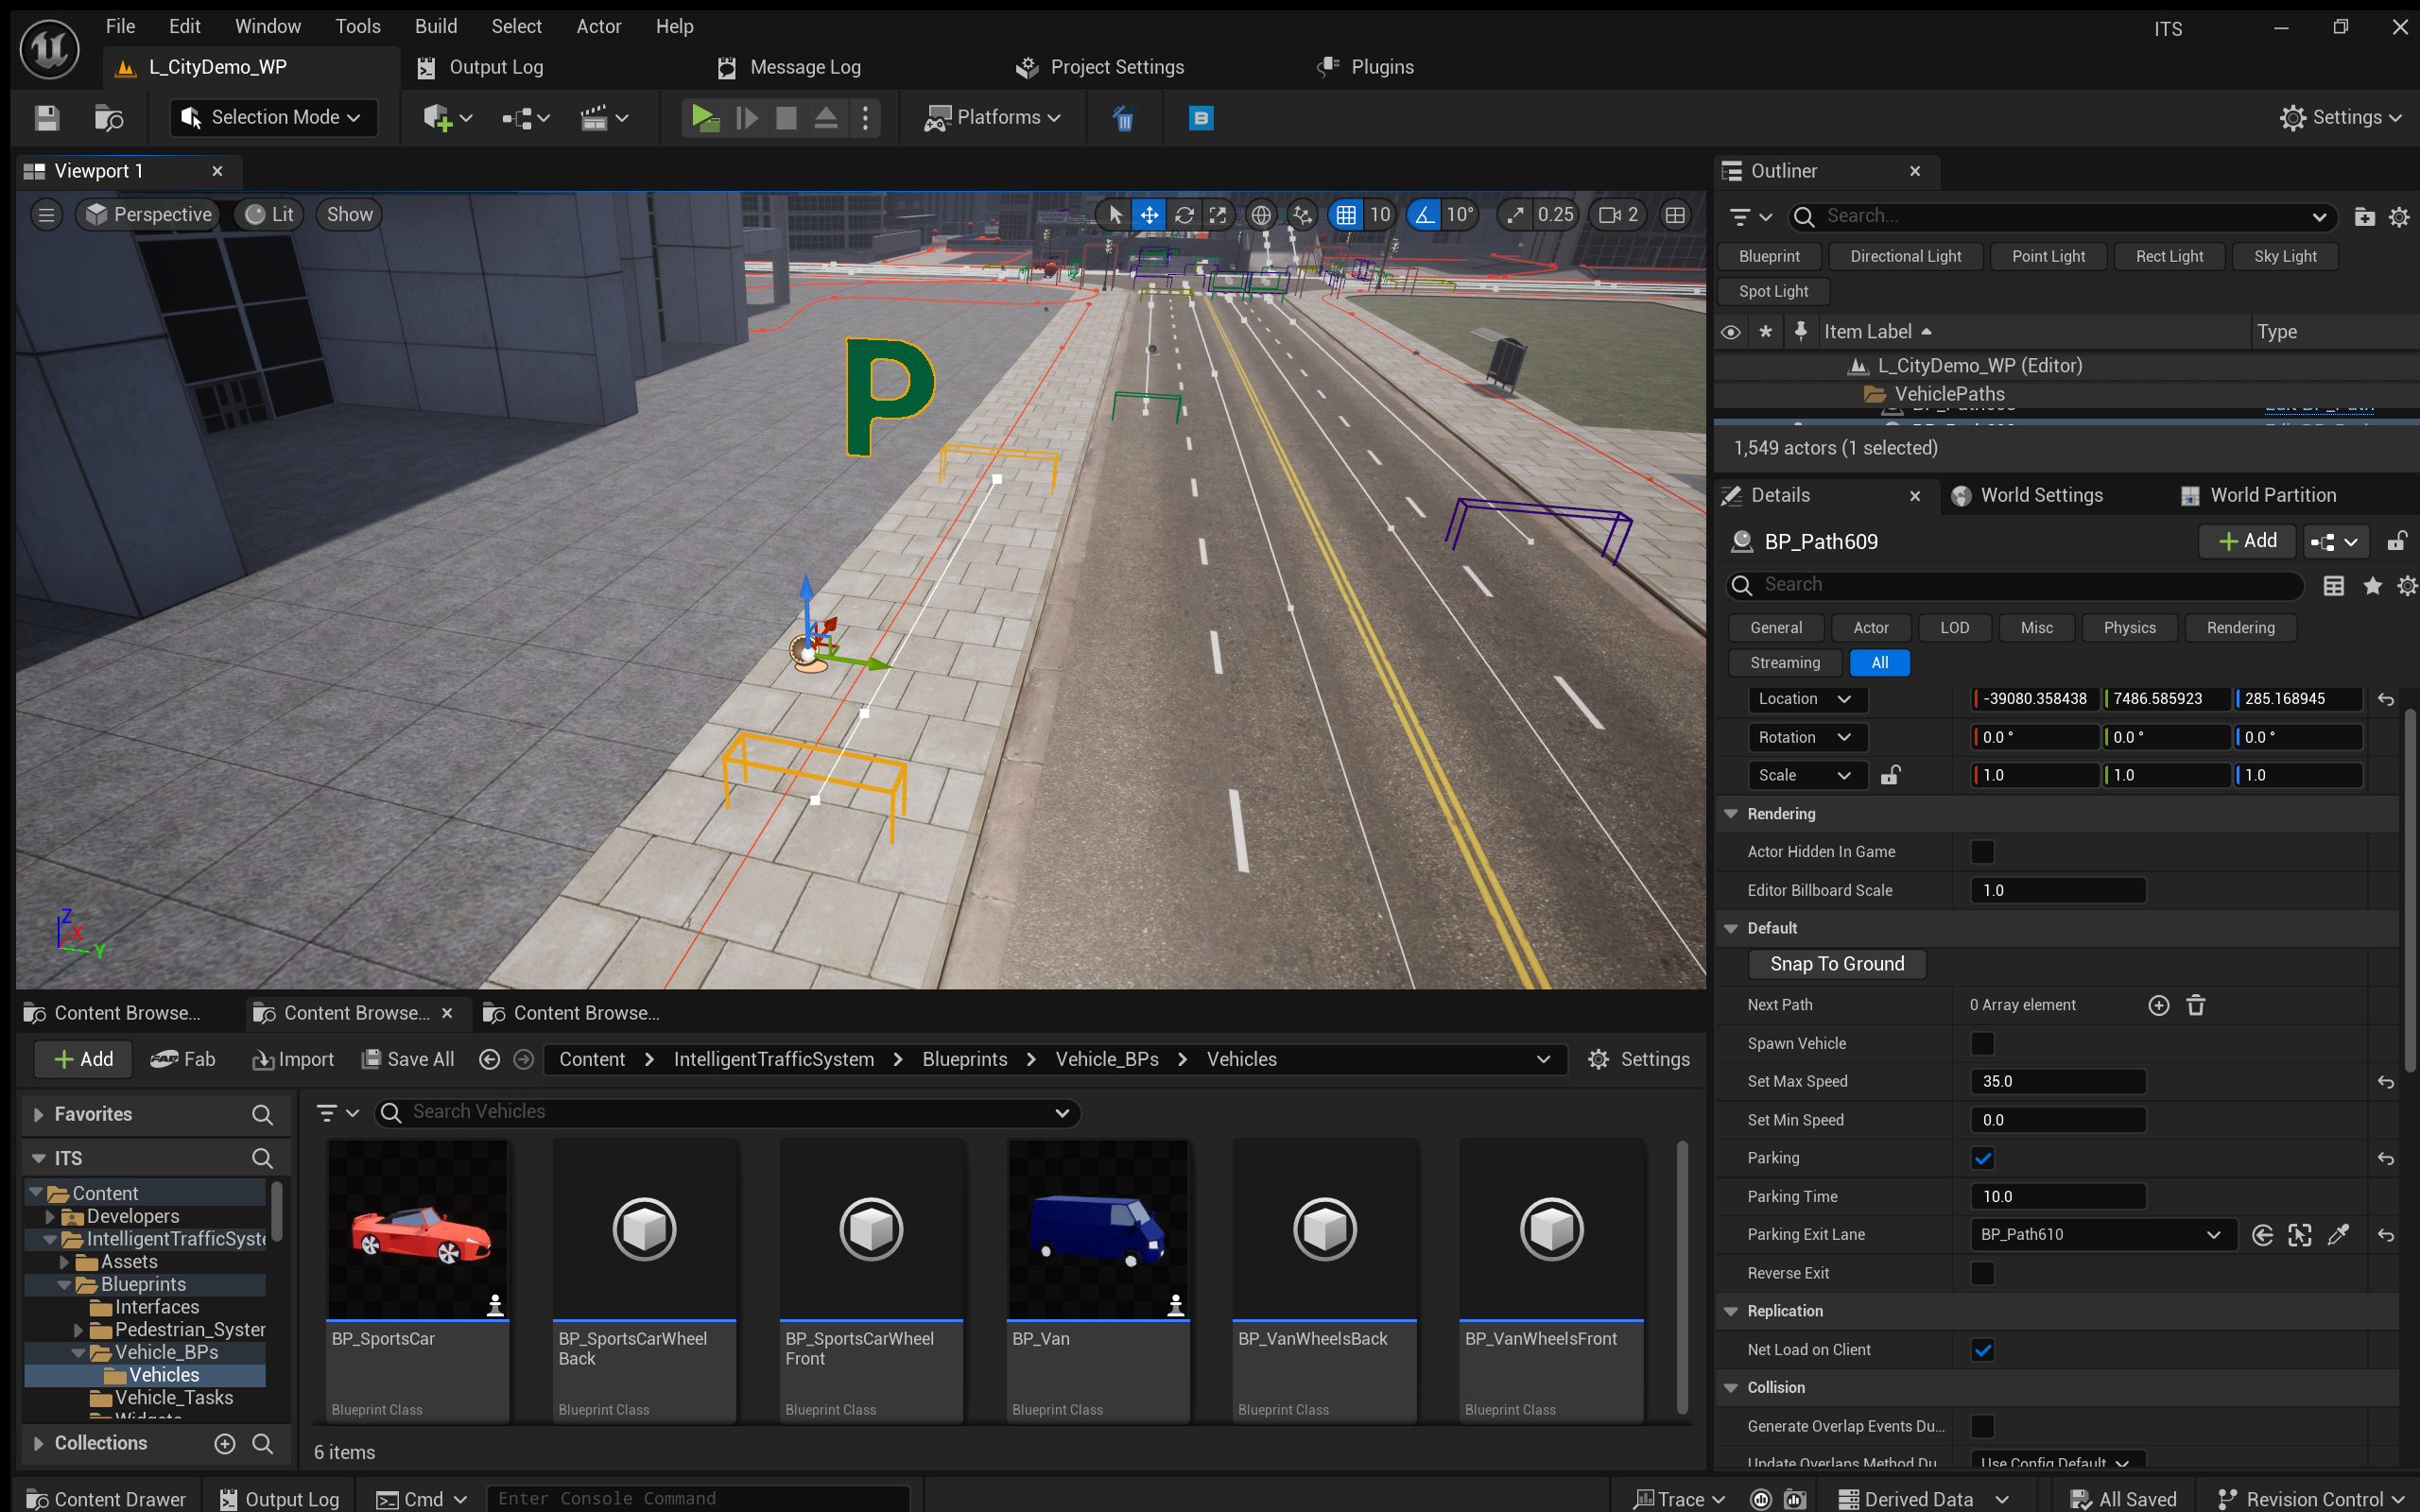 File Edit Window Tools Build Select Actor Help ITS
L_CityDemo_WP Output Log Message Log Project Settings Plugins
Selection Mode Platforms Settings
Viewport 1
Perspective Lit Show 10 10° 0.25 2
P
Z
X
Y
Outliner
Search...
Blueprint Directional Light Point Light Rect Light Sky Light
Spot Light
Item Label Type
L_CityDemo_WP (Editor)
VehiclePaths
1,549 actors (1 selected)
Details World Settings World Partition
BP_Path609 Add
Search
General Actor LOD Misc Physics Rendering
Streaming All
Location -39080.358438 7486.585923 285.168945
Rotation 0.0 ° 0.0 ° 0.0 °
Scale 1.0 1.0 1.0
Rendering
Actor Hidden In Game
Editor Billboard Scale 1.0
Default
Snap To Ground
Next Path 0 Array element
Spawn Vehicle
Set Max Speed 35.0
Set Min Speed 0.0
Parking
Parking Time 10.0
Parking Exit Lane BP_Path610
Reverse Exit
Replication
Net Load on Client
Collision
Generate Overlap Events Du...
Update Overlaps Method Du Use Config Default
Content Browse... Content Browse... Content Browse...
Add Fab Import Save All Content IntelligentTrafficSystem Blueprints Vehicle_BPs Vehicles Settings
Favorites
ITS
Content
Developers
IntelligentTrafficSyste
Assets
Blueprints
Interfaces
Pedestrian_System
Vehicle_BPs
Vehicles
Vehicle_Tasks
Widgets
Collections
Search Vehicles
BP_SportsCar
Blueprint Class
BP_SportsCarWheel
Back
Blueprint Class
BP_SportsCarWheel
Front
Blueprint Class
BP_Van
Blueprint Class
BP_VanWheelsBack
Blueprint Class
BP_VanWheelsFront
Blueprint Class
6 items
Content Drawer Output Log Cmd Enter Console Command Trace Derived Data All Saved Revision Control